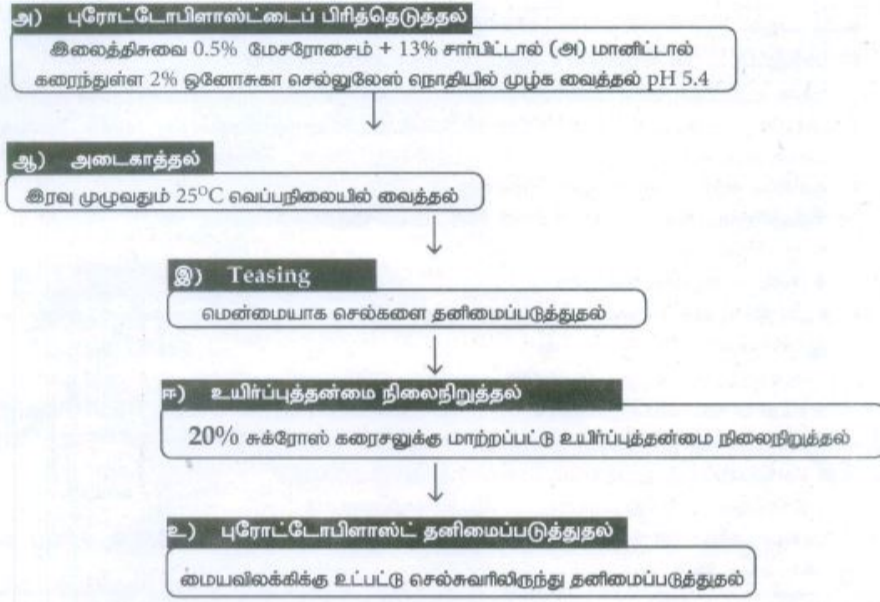 அ) புரோட்டோபிளாஸ்ட்டைப் பிரித்தெடுத்தல்
இலைத்திசுவை 0.5% மேசரோசைம் + 13% சார்பிட்டால் (அ) மானிட்டால்
கரைந்துள்ள 2% ஒனோசுகா செல்லுலேஸ் நொதியில் முழ்க வைத்தல் pH 5.4
ஆ) அடைகாத்தல்
இரவு முழுவதும் 25°C வெப்பநிலையில் வைத்தல்
இ) Teasing
மென்மையாக செல்களை தனிமைப்படுத்துதல்
ஈ) உயிர்ப்புத்தன்மை நிலைநிறுத்தல்
20% சுக்ரோஸ் கரைசலுக்கு மாற்றப்பட்டு உயிர்ப்புத்தன்மை நிலைநிறுத்தல்
உ) புரோட்டோபிளாஸ்ட் தனிமைப்படுத்துதல்
மையவிலக்கிக்கு உட்பட்டு செல்சுவரிலிருந்து தனிமைப்படுத்துதல்